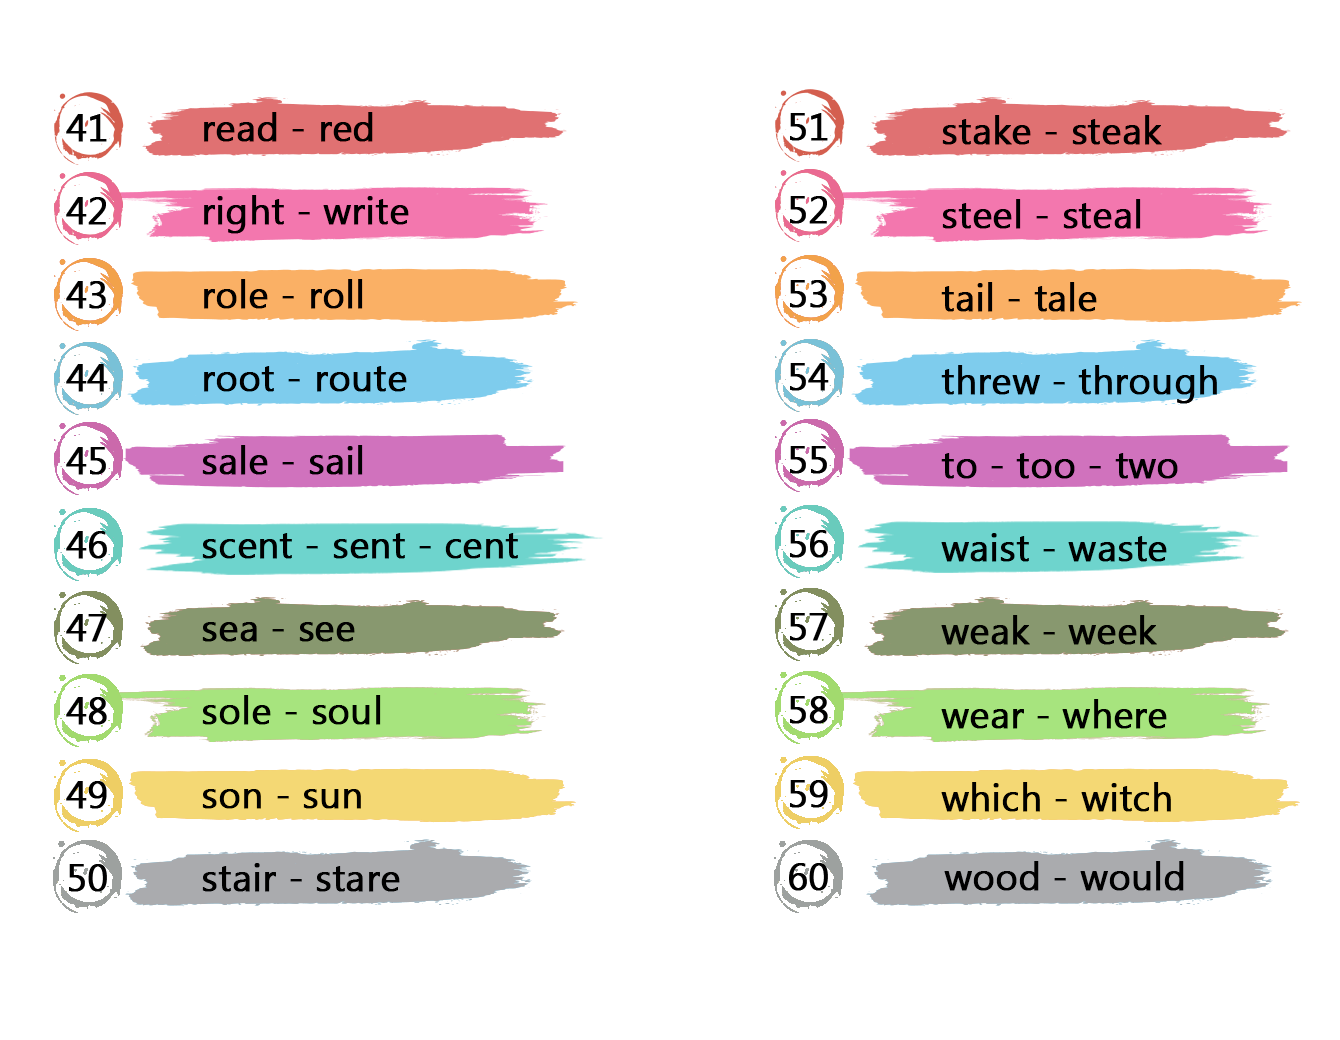 41 read - red
42 right - write
43 role - roll
44 root - route
45 sale - sail
46 scent - sent - cent
47 sea - see
48 sole - soul
49 son - sun
50 stair - stare
51 stake - steak
52 steel - steal
53 tail - tale
54 threw - through
55 to - too - two
56 waist - waste
57 weak - week
58 wear - where
59 which - witch
60 wood - would